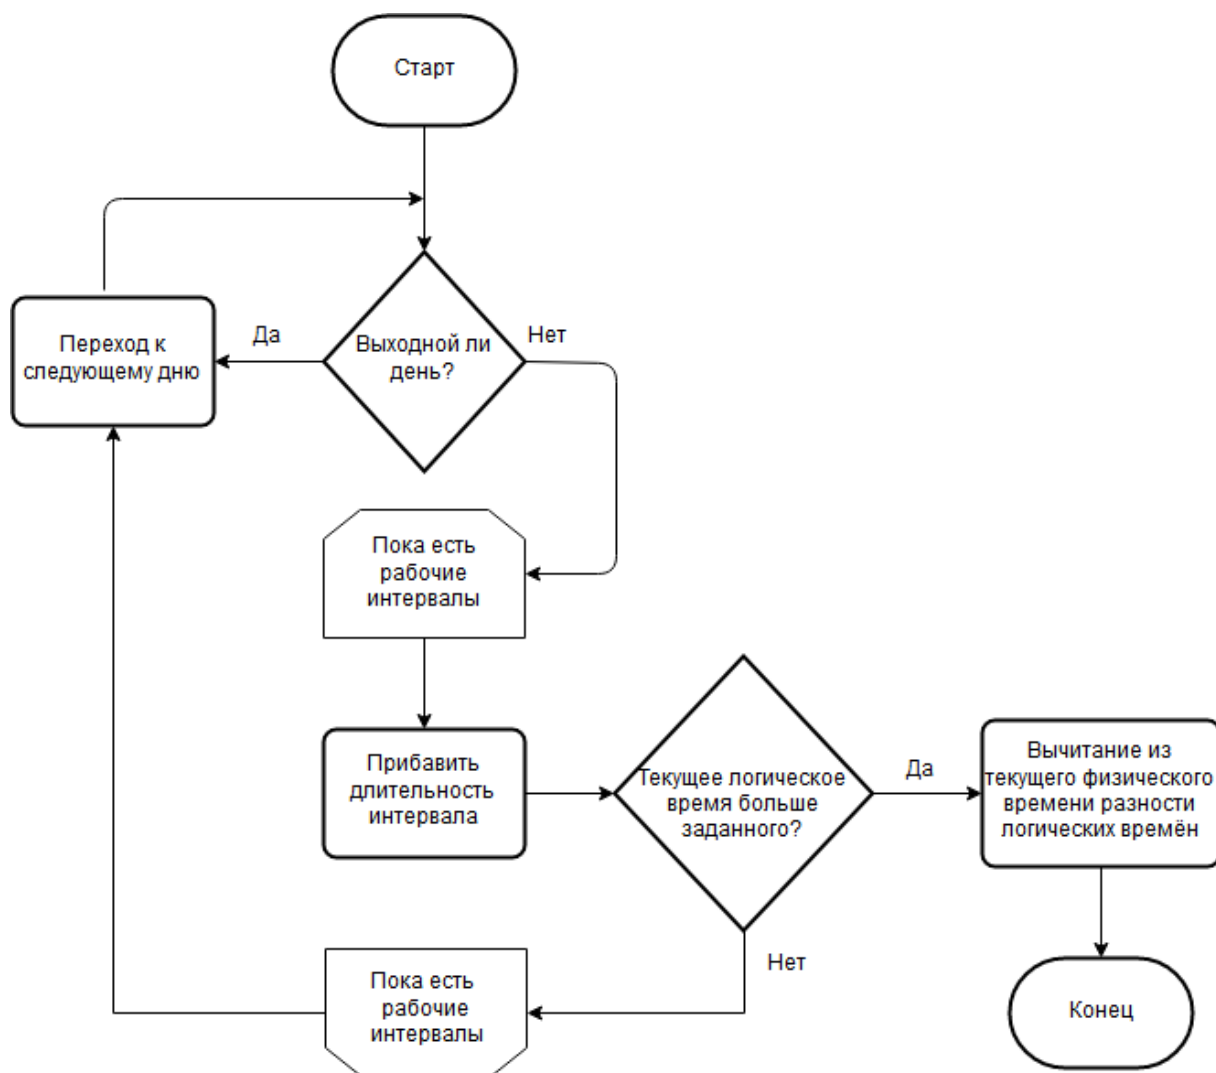 Старт
Переход к
следующему дню
Да
Выходной ли
день?
Нет
Пока есть
рабочие
интервалы
Прибавить
длительность
интервала
Текущее логическое
время больше
заданного?
Да
Вычитание из
текущего физического
времени разности
логических времён
Нет
Пока есть
рабочие
интервалы
Конец